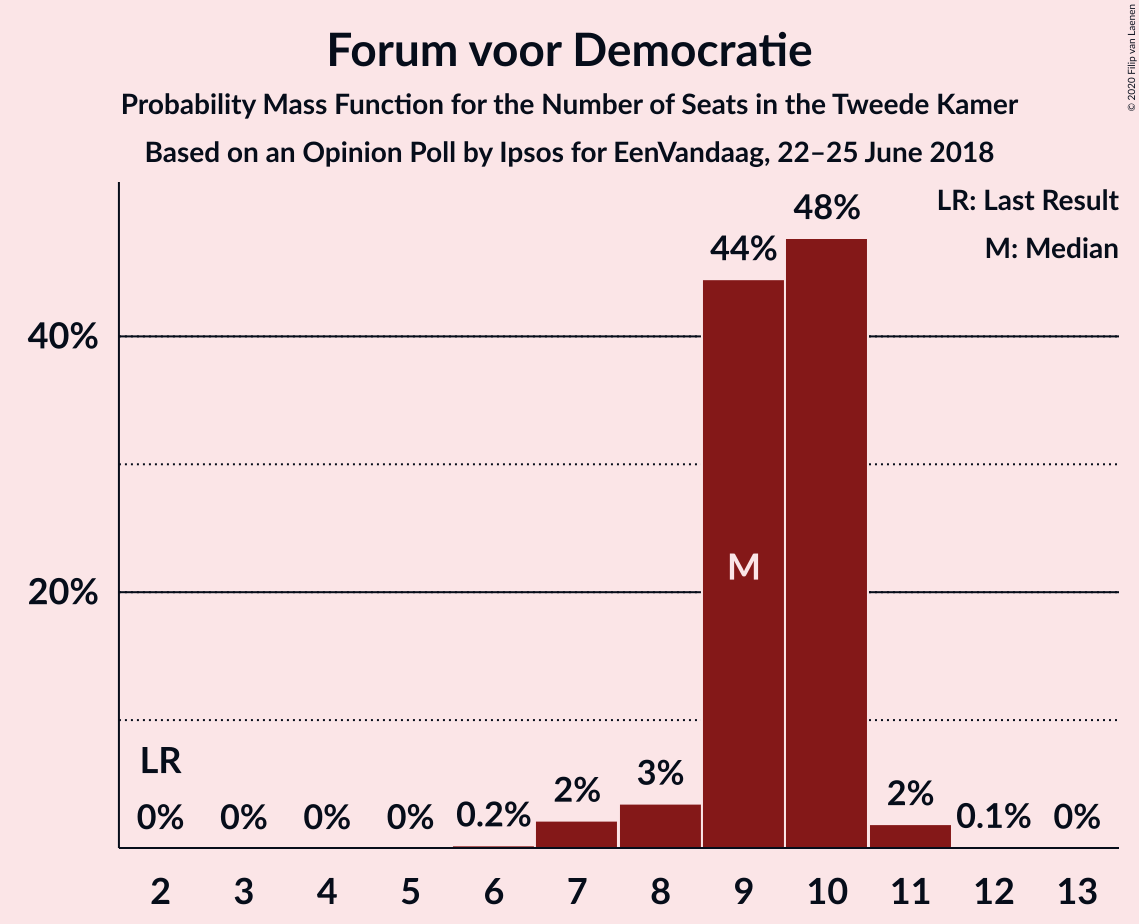 Forum voor Democratie
Probability Mass Function for the Number of Seats in the Tweede Kamer
Based on an Opinion Poll by Ipsos for EenVandaag, 22–25 June 2018
© 2020 Filip van Laenen
LR: Last Result
M: Median
48%
44%
40%
M
20%
LR
0% 0% 0% 0% 0.2% 2% 3% 2% 0.1% 0%
2 3 4 5 6 7 8 9 10 11 12 13